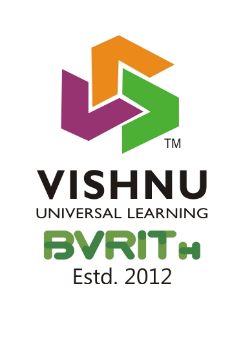 TM
VISHNU
UNIVERSAL LEARNING
BVRITH
Estd. 2012